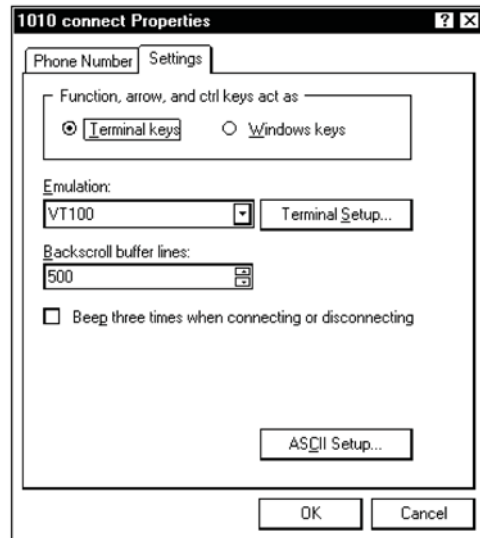 1010 connect Properties ? X
Phone Number Settings
Function, arrow, and ctrl keys act as
Terminal keys Windows keys
Emulation:
VT100 Terminal Setup...
Backscroll buffer lines:
500
Beep three times when connecting or disconnecting
ASCII Setup...
OK Cancel